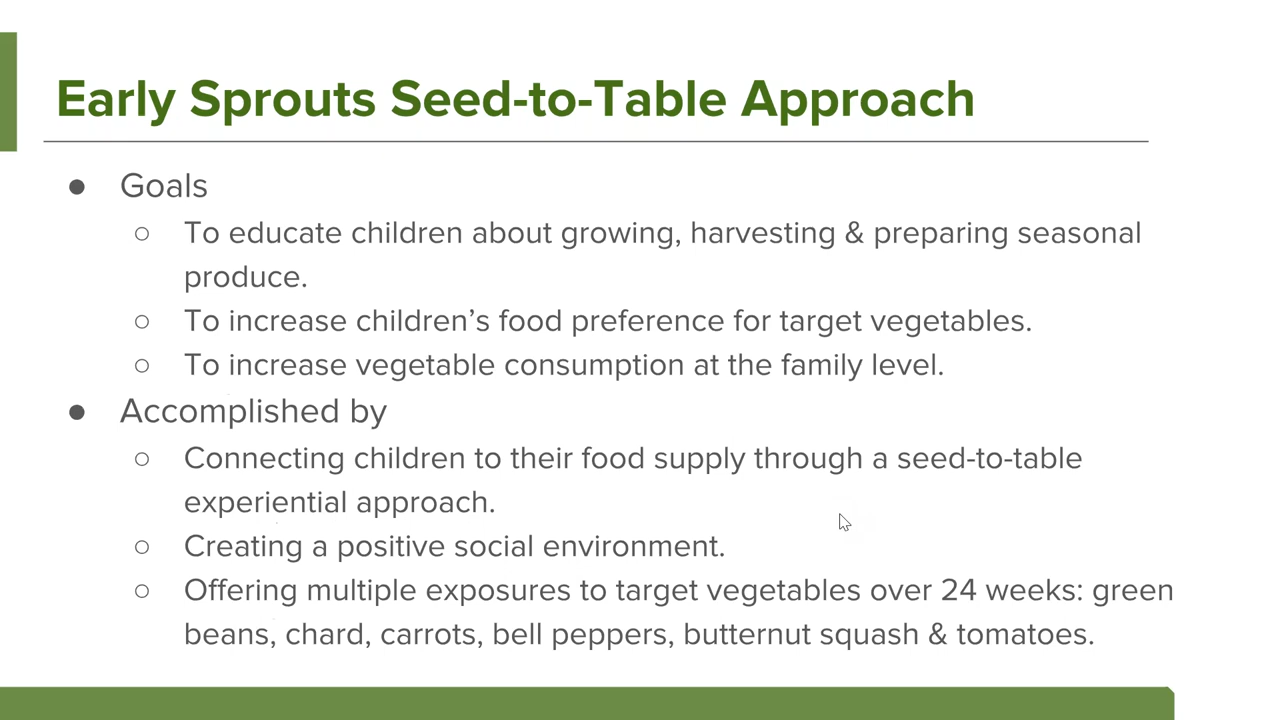 Early Sprouts Seed-to-Table Approach
● Goals
○ To educate children about growing, harvesting & preparing seasonal
produce.
○ To increase children’s food preference for target vegetables.
○ To increase vegetable consumption at the family level.
● Accomplished by
○ Connecting children to their food supply through a seed-to-table
experiential approach.
○ Creating a positive social environment.
○ Offering multiple exposures to target vegetables over 24 weeks: green
beans, chard, carrots, bell peppers, butternut squash & tomatoes.